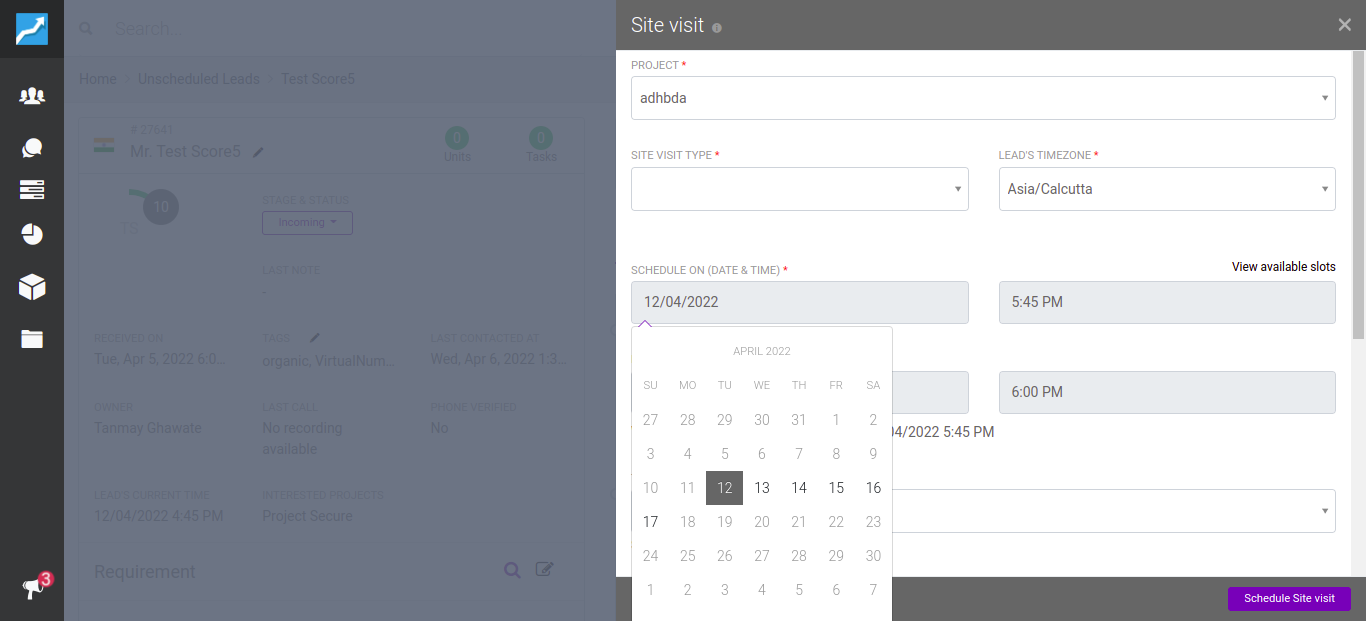 Search...
Home > Unscheduled Leads > Test Score5
# 27641
Mr. Test Score5
0 Units
0 Tasks
10
10
STAGE & STATUS
Incoming
LAST NOTE
-
RECEIVED ON
Tue, Apr 5, 2022 6:0...
TAGS
organic, VirtualNum...
LAST CONTACTED AT
Wed, Apr 6, 2022 1:3...
OWNER
Tanmay Ghawate
LAST CALL
No recording
available
PHONE VERIFIED
No
LEAD'S CURRENT TIME
12/04/2022 4:45 PM
INTERESTED PROJECTS
Project Secure
Requirement
3
Site visit
PROJECT *
adhbda
SITE VISIT TYPE *
LEAD'S TIMEZONE *
Asia/Calcutta
SCHEDULE ON (DATE & TIME) *
View available slots
12/04/2022
5:45 PM
6:00 PM
04/2022 5:45 PM
APRIL 2022
SU MO TU WE TH FR SA
27 28 29 30 31 1 2
3 4 5 6 7 8 9
10 11 12 13 14 15 16
17 18 19 20 21 22 23
24 25 26 27 28 29 30
1 2 3 4 5 6 7
Schedule Site visit